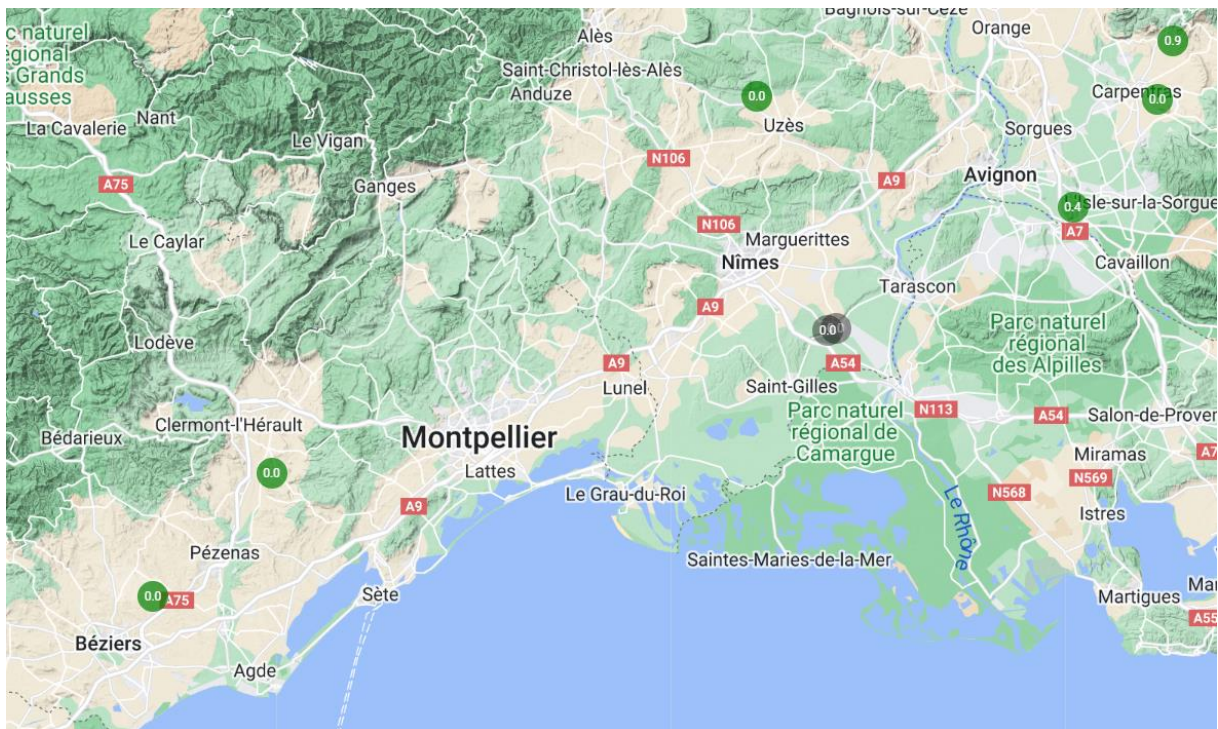 Bagnols-sur-Cèze
Orange
0.9
c naturel
égional
s Grands
ausses
Alès
Saint-Christol-lès-Alès
Anduze
0.0
Carpentras
0.0
La Cavalerie
Nant
Uzès
Sorgues
Le Vigan
N106
A75
Ganges
A9
Avignon
L'Isle-sur-la-Sorgue
0.4
N106
A7
Le Caylar
Marguerittes
Nîmes
Cavaillon
Tarascon
A9
Parc naturel
régional
des Alpilles
0.0
Lodève
A9
A54
Lunel
Saint-Gilles
N113
A54
Salon-de-Proven
Parc naturel
régional de
Camargue
Clermont-l'Hérault
Bédarieux
Montpellier
Lattes
Miramas
A7
0.0
N569
Le Grau-du-Roi
N568
A9
Istres
Le Rhône
Pézenas
Saintes-Maries-de-la-Mer
Sète
0.0
A75
Martigues
Mar
A55
Béziers
Agde